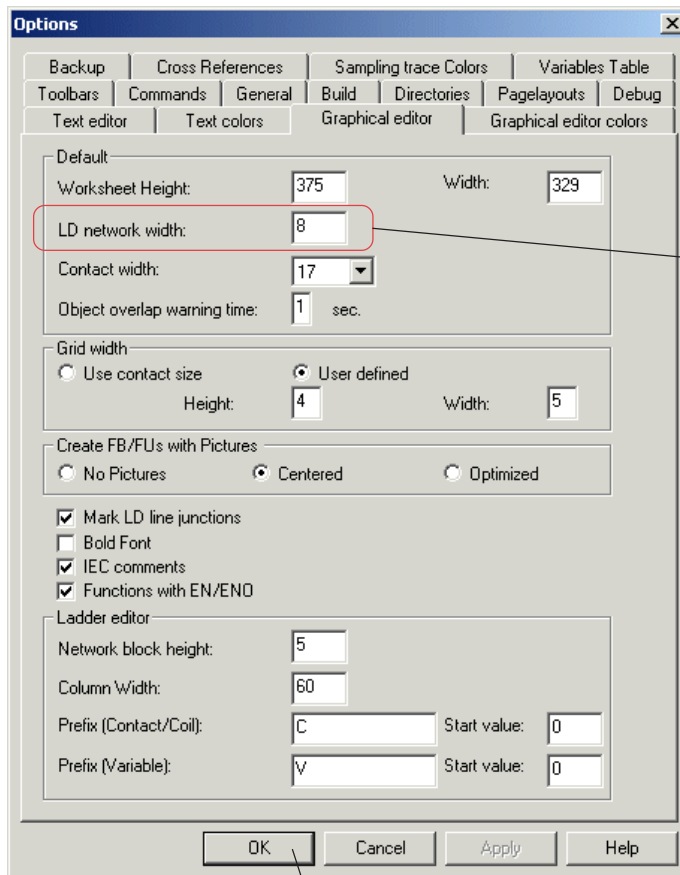 Options
Backup Cross References Sampling trace Colors Variables Table
Toolbars Commands General Build Directories Pagelayouts Debug
Text editor Text colors Graphical editor Graphical editor colors
Default
Worksheet Height: 375 Width: 329
LD network width: 8
Contact width: 17
Object overlap warning time: 1 sec.
Grid width
Use contact size User defined
Height: 4 Width: 5
Create FB/FUs with Pictures
No Pictures Centered Optimized
Mark LD line junctions
Bold Font
IEC comments
Functions with EN/ENO
Ladder editor
Network block height: 5
Column Width: 60
Prefix (Contact/Coil): C Start value: 0
Prefix (Variable): V Start value: 0
OK Cancel Apply Help